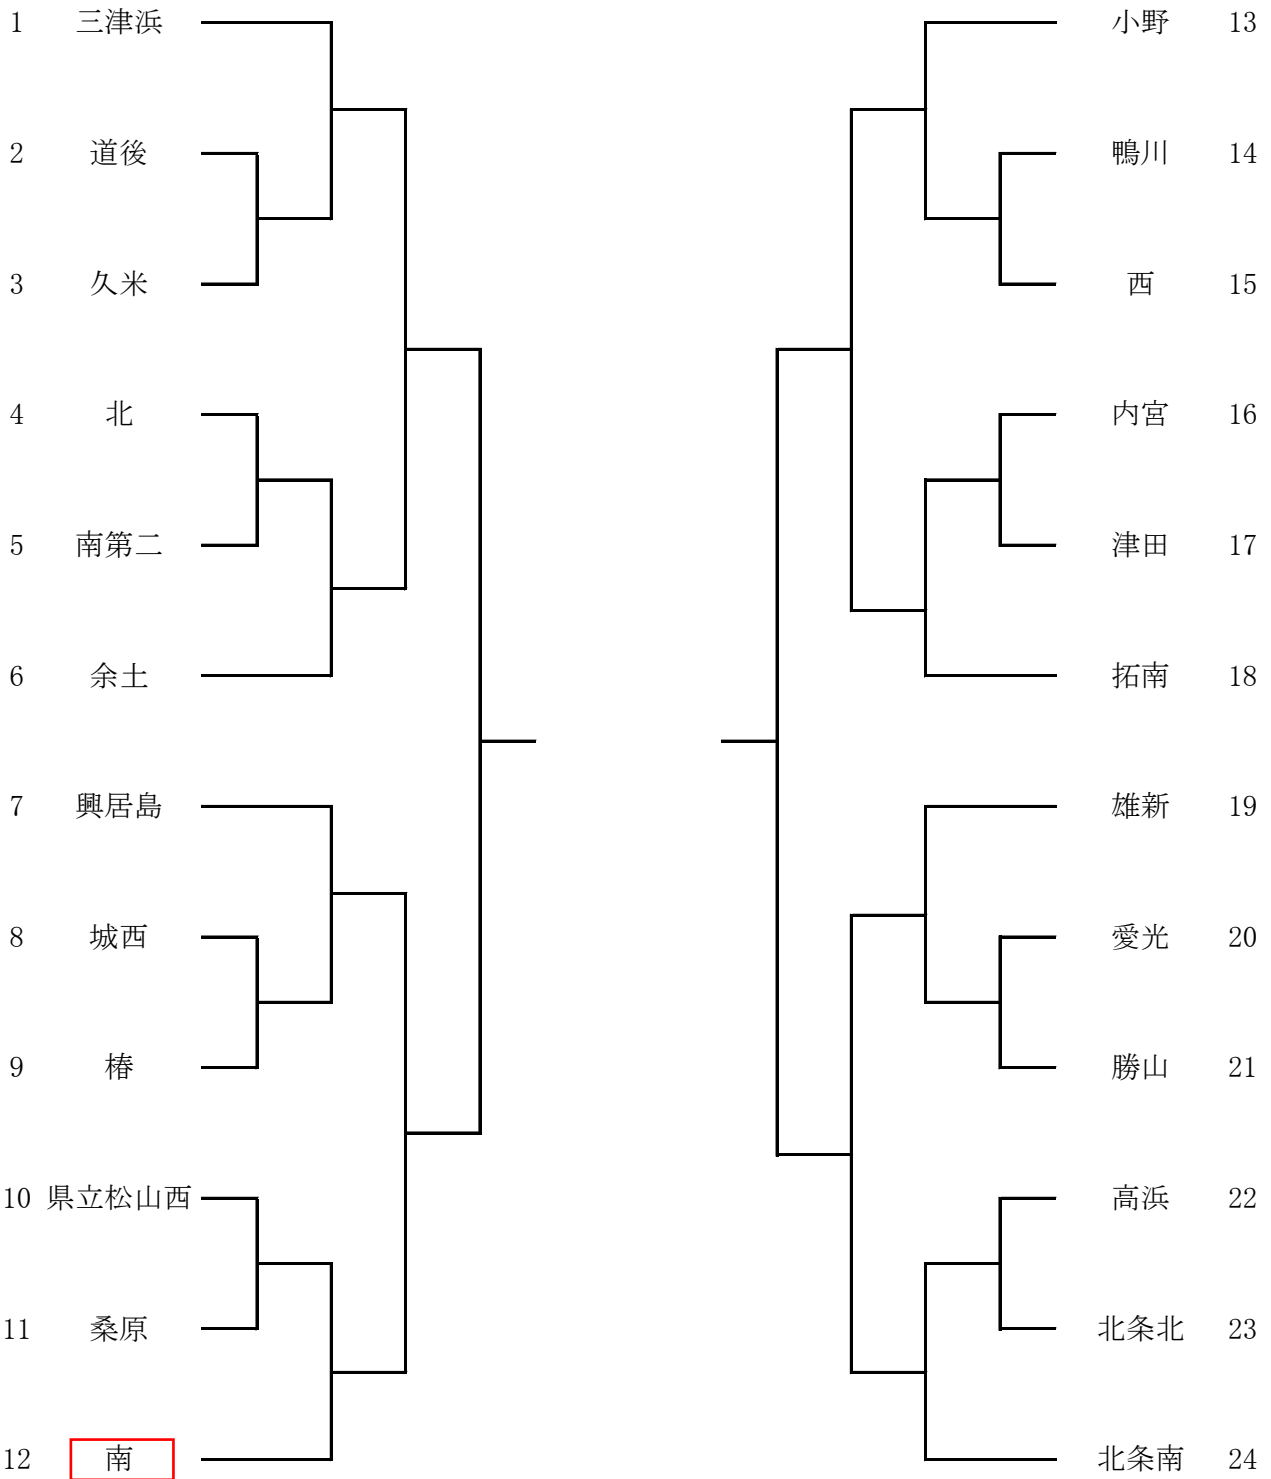 1 三津浜
2 道後
3 久米
4 北
5 南第二
6 余土
7 興居島
8 城西
9 椿
10 県立松山西
11 桑原
12 南
小野 13
鴨川 14
西 15
内宮 16
津田 17
拓南 18
雄新 19
愛光 20
勝山 21
高浜 22
北条北 23
北条南 24